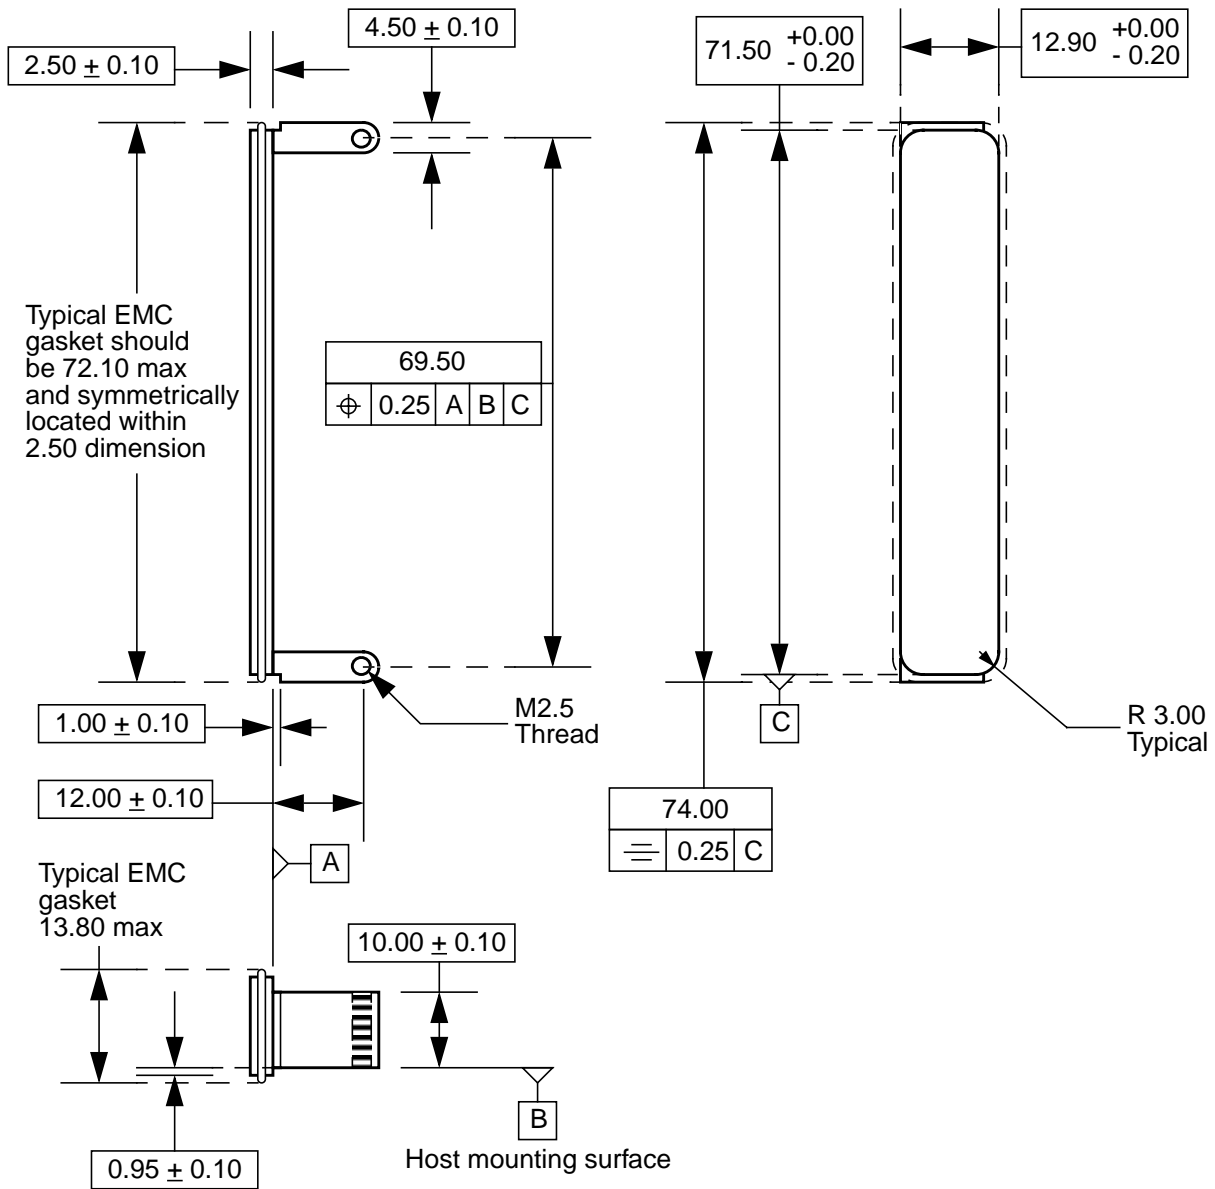 4.50 ± 0.10
2.50 ± 0.10
71.50 +0.00
- 0.20
12.90 +0.00
- 0.20
Typical EMC
gasket should
be 72.10 max
and symmetrically
located within
2.50 dimension
69.50
⌖ 0.25 A B C
M2.5
Thread
1.00 ± 0.10
C
R 3.00
Typical
12.00 ± 0.10
74.00
⌯ 0.25 C
A
Typical EMC
gasket
13.80 max
10.00 ± 0.10
B
Host mounting surface
0.95 ± 0.10